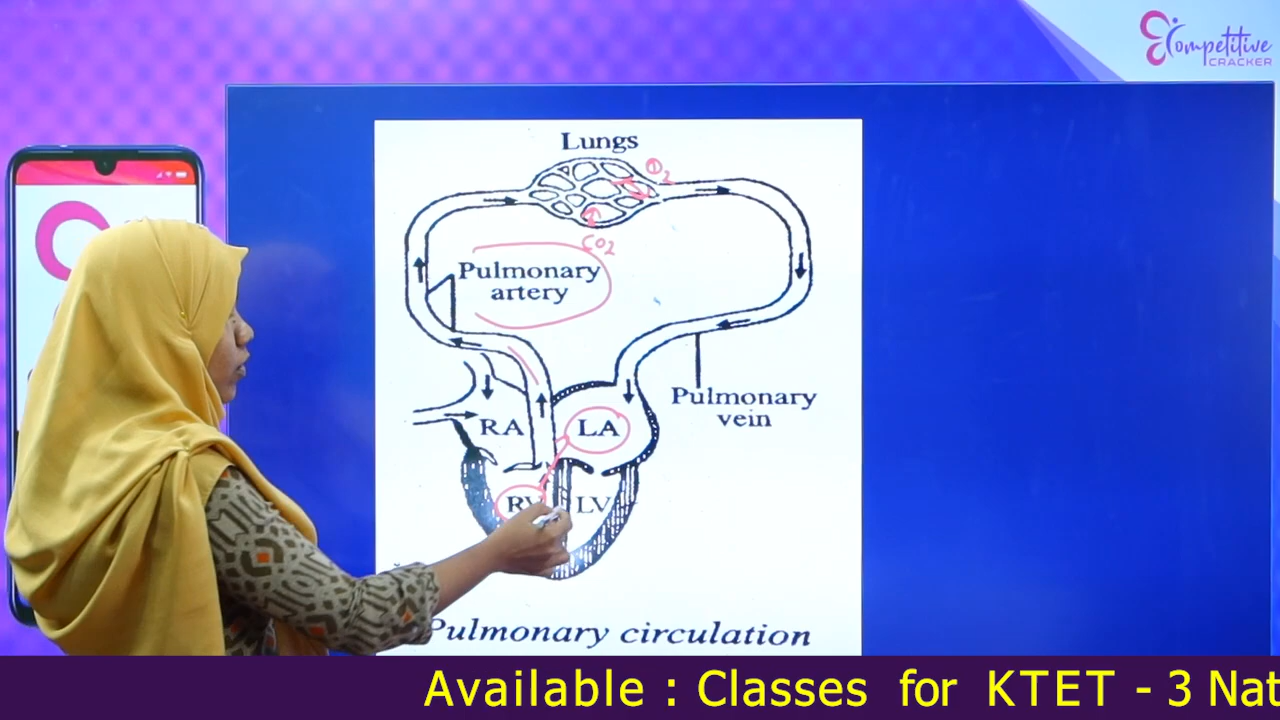 Competitive
CRACKER
Lungs
O2
CO2
Pulmonary
artery
Pulmonary
vein
RA
LA
RV
LV
Pulmonary circulation
Available : Classes for KTET - 3 Nat